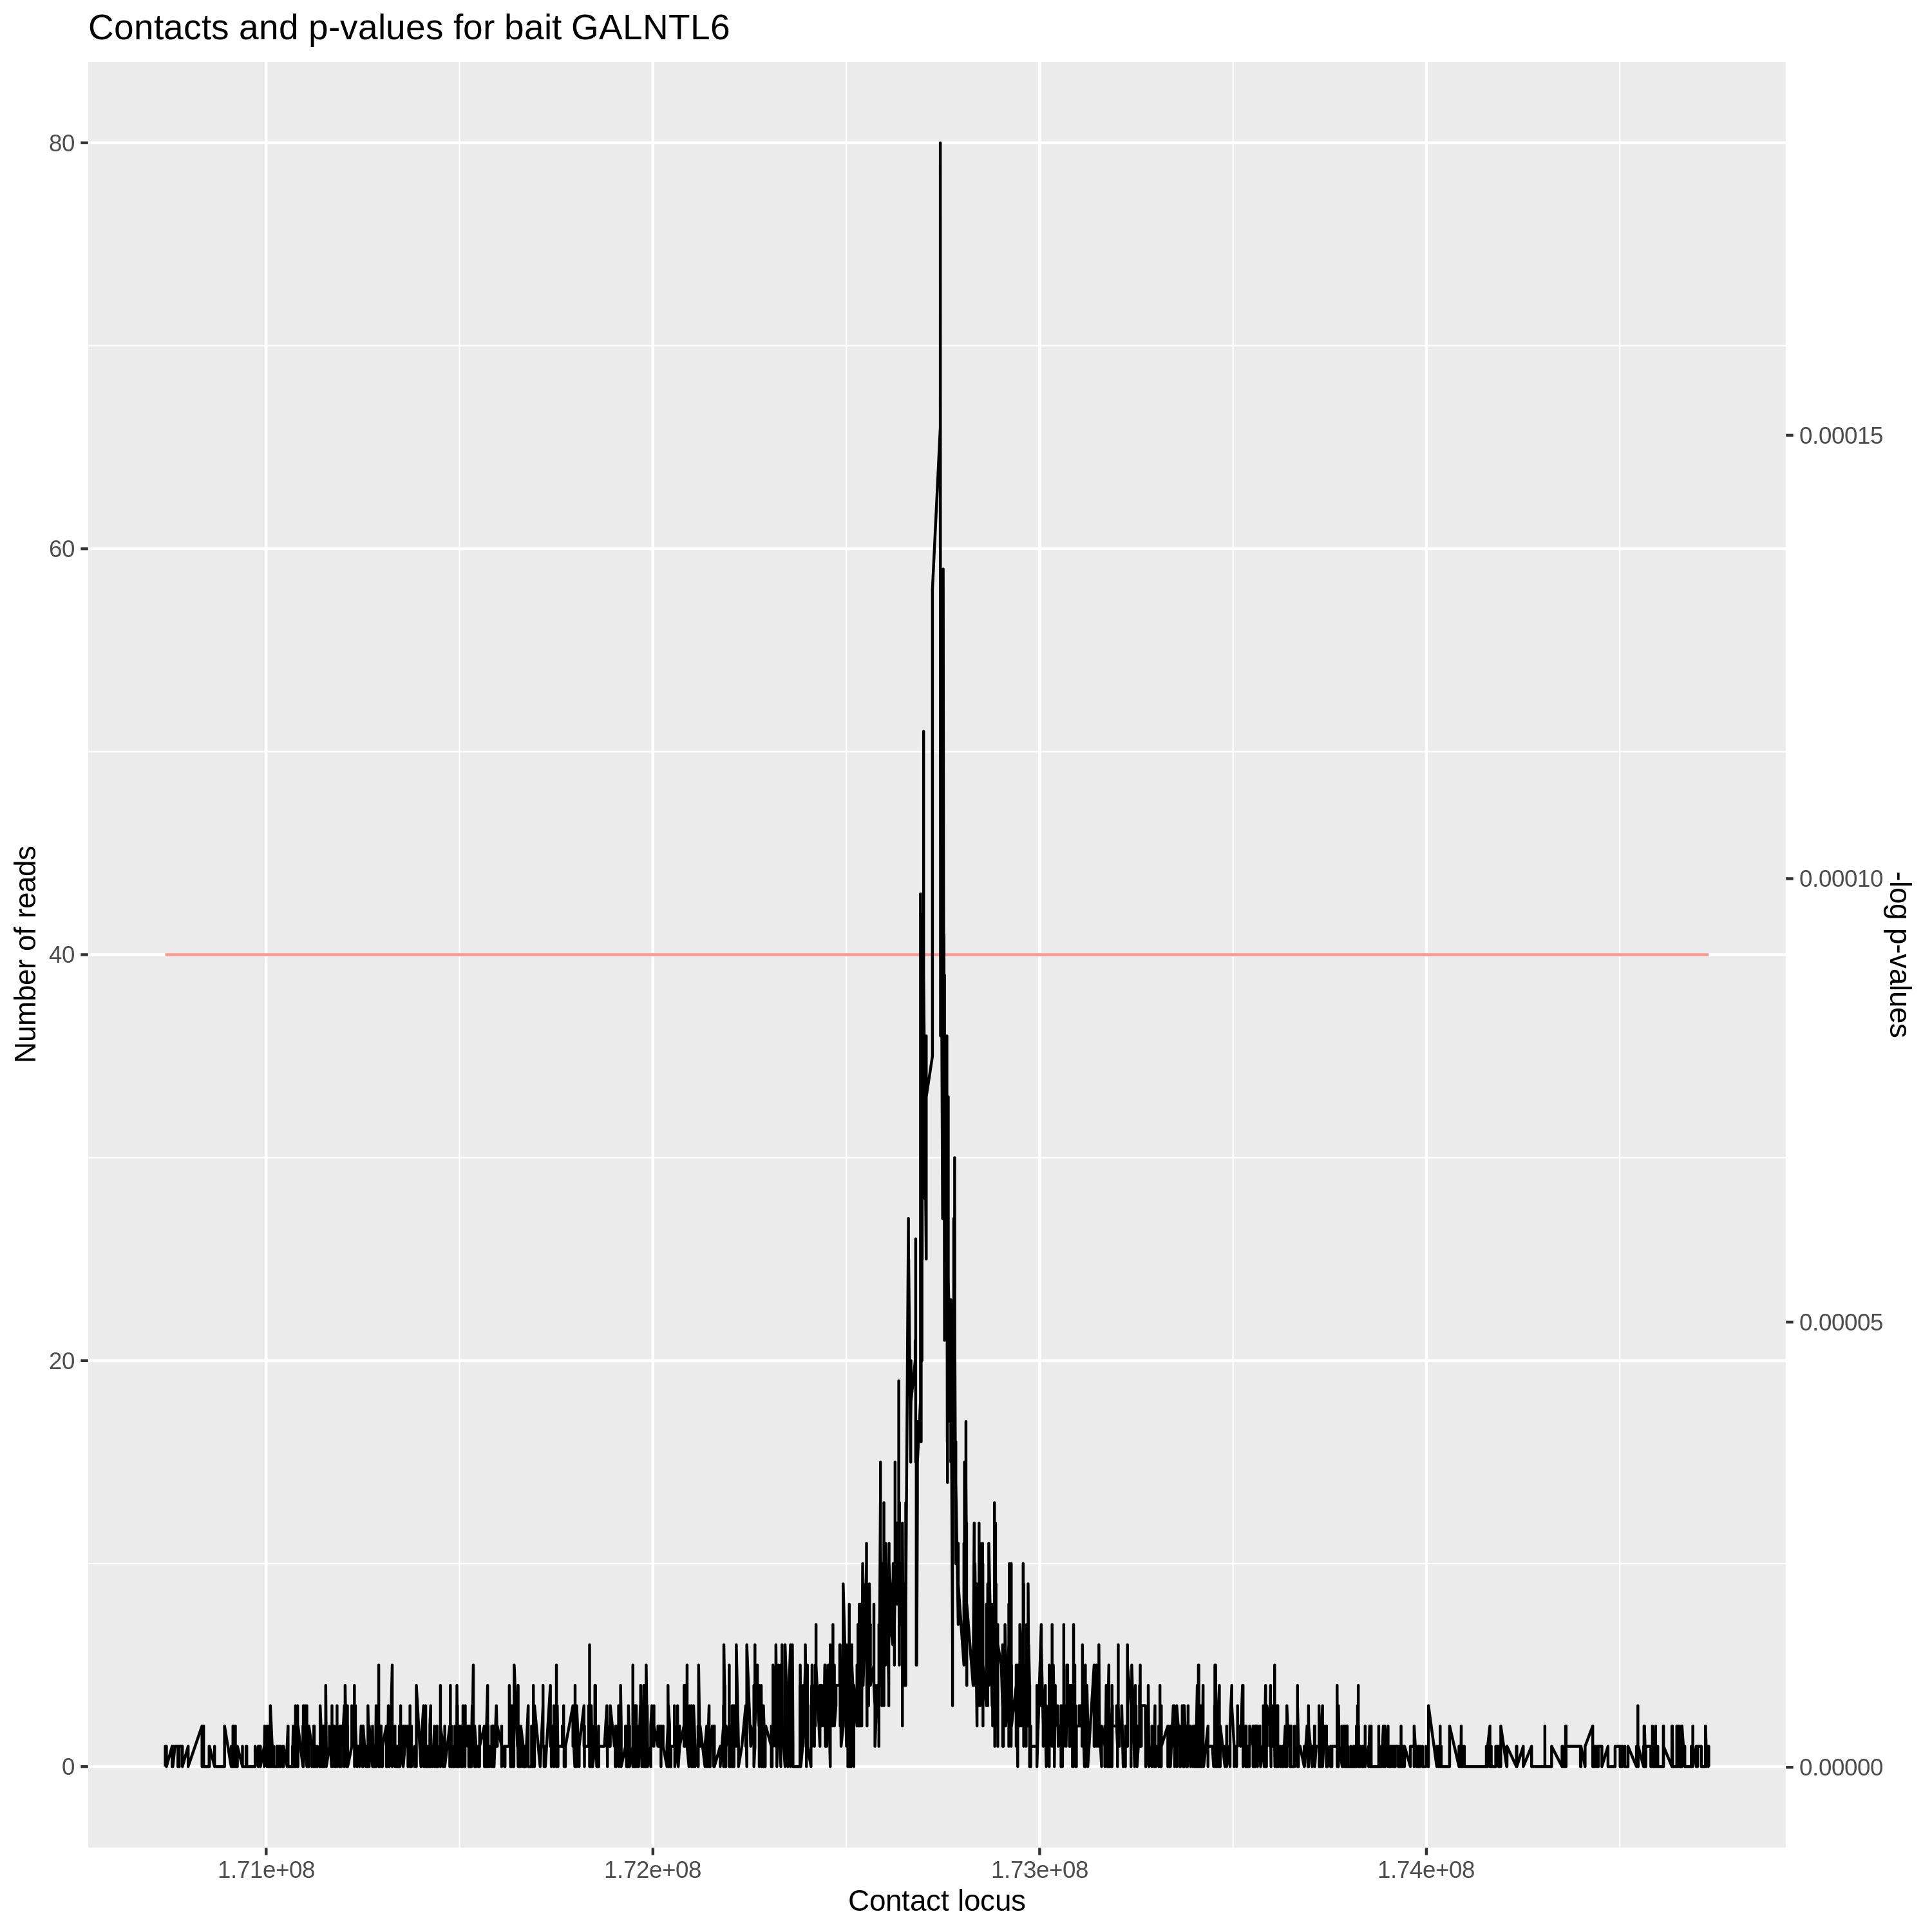 Contacts and p-values for bait GALNTL6
80
60
40
20
0
Number of reads
0.00015
0.00010
0.00005
0.00000
-log p-values
1.71e+08
1.72e+08
1.73e+08
1.74e+08
Contact locus